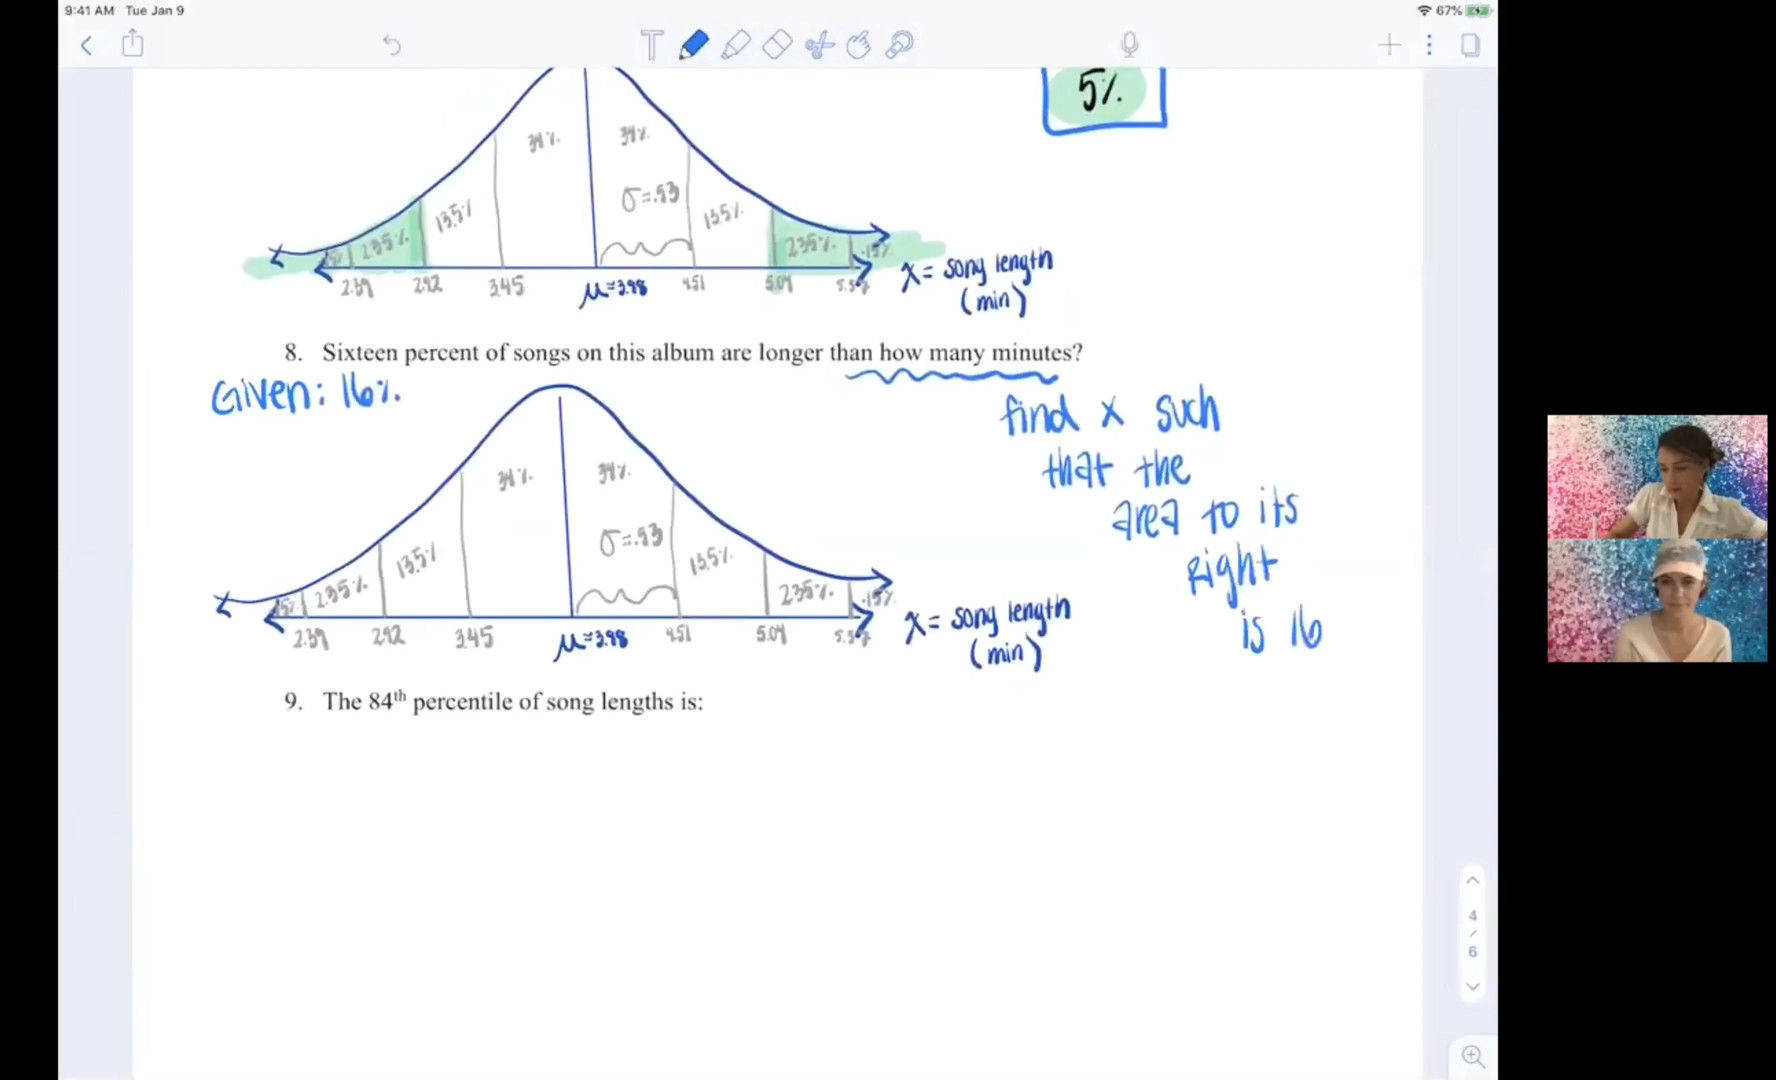 9:41 AM Tue Jan 9
67%
5%
34% 34%
σ=.53
2.35% 13.5% 13.5% 2.35% .15%
2.39 2.92 3.45 μ=3.98 4.51 5.04
x = song length
(min)
8. Sixteen percent of songs on this album are longer than how many minutes?
Given: 16%
find x such
that the
area to its
right
is 16
34% 34%
σ=.53
2.35% 13.5% 13.5% 2.35% .15%
2.39 2.92 3.45 μ=3.98 4.51 5.04
x = song length
(min)
9. The 84th percentile of song lengths is:
4
/
6